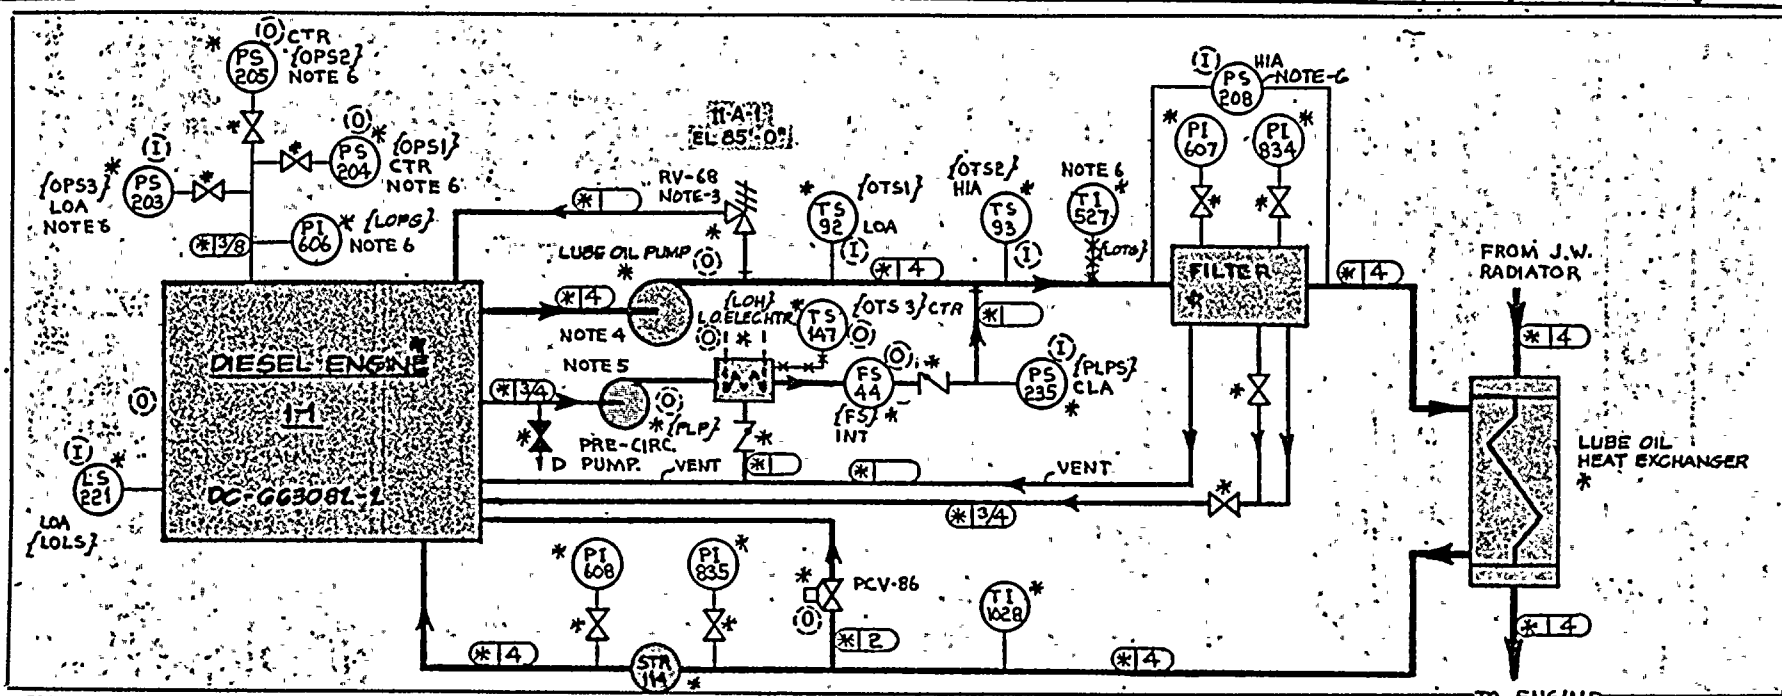 (O) CTR
PS
205
{OPS2}
NOTE 6
(O)
PS
204
{OPS1}
CTR
NOTE 6
(I)
{OPS3}
LOA
NOTE 6
PS
203
PI
606
{LOPG}
NOTE 6
* 3/8
II-A-1
EL 85'-0"
RV-68
NOTE-3
*
LUBE OIL PUMP (O)
*
* 4
NOTE 4
TS
92
{OTS1}
LOA
(I)
* 4
{OTS2}
HIA
TS
93
(I)
NOTE 6
TI
527
(I)
PS
208
HIA
NOTE-6
PI
607
PI
834
FILTER
*
* 4
FROM J.W.
RADIATOR
* 4
{LOH}
L.O. ELEC HTR
(O)
TS
147
{OTS3} CTR
(O)
*
DIESEL ENGINE
1-1
DC-663082-1
(O)
NOTE 5
* 3/4
(O)
* {PLP}
PRE-CIRC.
PUMP.
D
FS
44
(O)
{FS}
INT
PS
235
(I)
{PLPS}
CLA
(I)
LS
221
LOA
{LOLS}
VENT
*
*
VENT
* 3/4
LUBE OIL
HEAT EXCHANGER
*
PI
608
PI
835
PCV-86
(O)
* 2
TI
1028
* 4
STR
114
* 4
* 4